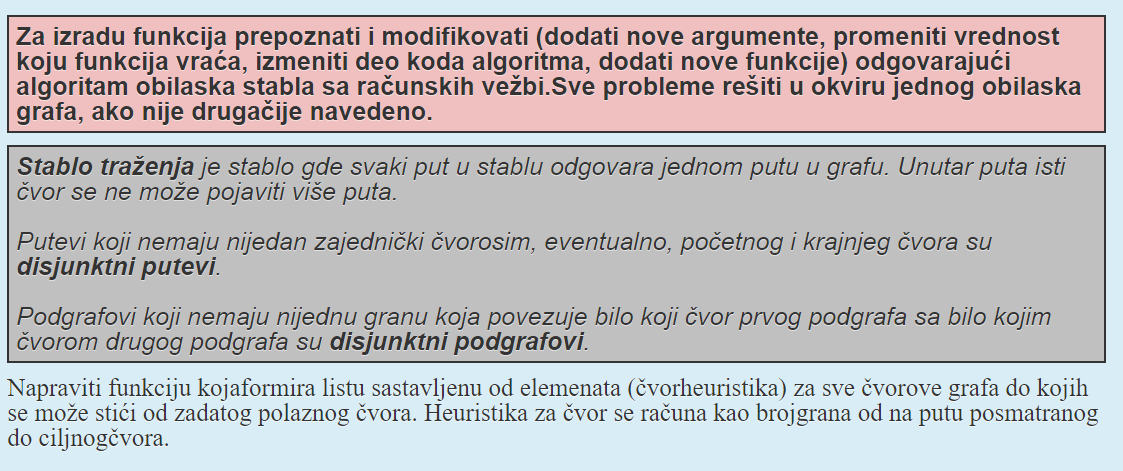 Za izradu funkcija prepoznati i modifikovati (dodati nove argumente, promeniti vrednost
koju funkcija vraća, izmeniti deo koda algoritma, dodati nove funkcije) odgovarajući
algoritam obilaska stabla sa računskih vežbi.Sve probleme rešiti u okviru jednog obilaska
grafa, ako nije drugačije navedeno.
Stablo traženja je stablo gde svaki put u stablu odgovara jednom putu u grafu. Unutar puta isti
čvor se ne može pojaviti više puta.
Putevi koji nemaju nijedan zajednički čvorosim, eventualno, početnog i krajnjeg čvora su
disjunktni putevi.
Podgrafovi koji nemaju nijednu granu koja povezuje bilo koji čvor prvog podgrafa sa bilo kojim
čvorom drugog podgrafa su disjunktni podgrafovi.
Napraviti funkciju kojaformira listu sastavljenu od elemenata (čvorheuristika) za sve čvorove grafa do kojih
se može stići od zadatog polaznog čvora. Heuristika za čvor se računa kao brojgrana od na putu posmatranog
do ciljnogčvora.